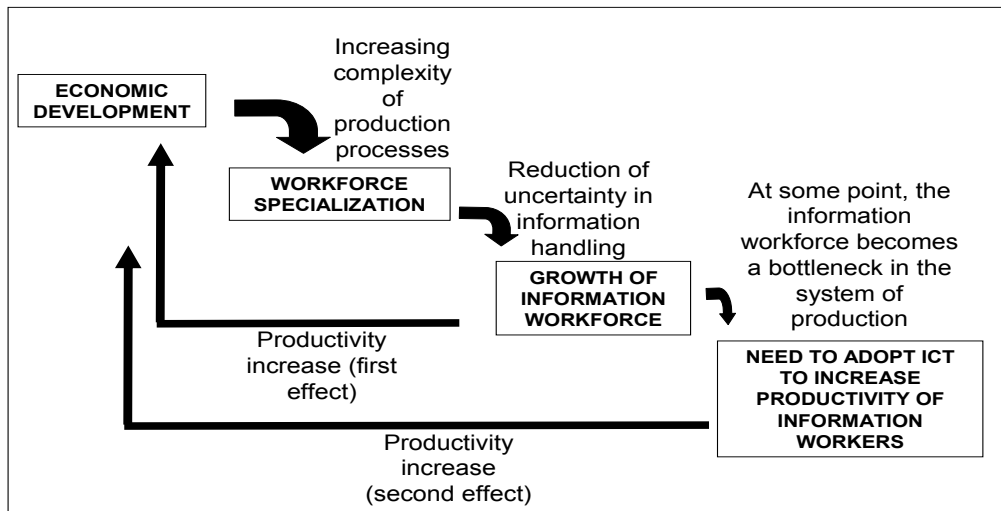 ECONOMIC
DEVELOPMENT
Increasing
complexity
of
production
processes
WORKFORCE
SPECIALIZATION
Reduction of
uncertainty in
information
handling
GROWTH OF
INFORMATION
WORKFORCE
At some point, the
information
workforce becomes
a bottleneck in the
system of
production
NEED TO ADOPT ICT
TO INCREASE
PRODUCTIVITY OF
INFORMATION
WORKERS
Productivity
increase (first
effect)
Productivity
increase
(second effect)